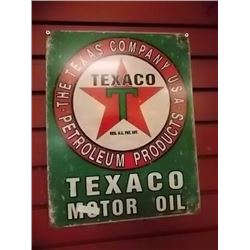 THE TEXAS COMPANY U.S.A.
TEXACO
T
REG. U.S. PAT. OFF.
PETROLEUM PRODUCTS
TEXACO
MOTOR OIL